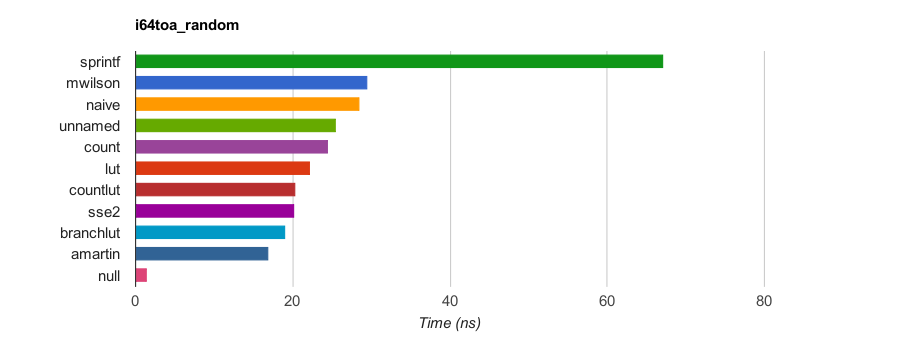 i64toa_random
sprintf
mwilson
naive
unnamed
count
lut
countlut
sse2
branchlut
amartin
null
0 20 40 60 80
Time (ns)